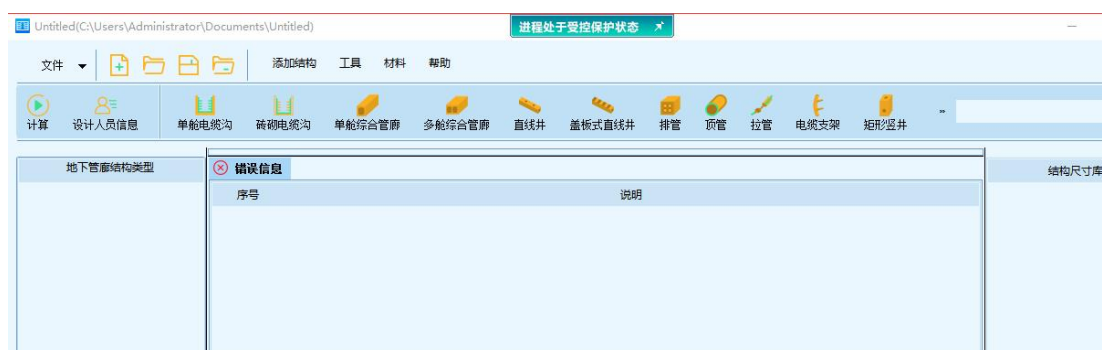 Untitled(C:\Users\Administrator\Documents\Untitled)
进程处于受控保护状态
文件 添加结构 工具 材料 帮助
计算 设计人员信息 单舱电缆沟 砖砌电缆沟 单舱综合管廊 多舱综合管廊 直线井 盖板式直线井 排管 顶管 拉管 电缆支架 矩形竖井 »
地下管廊结构类型 错误信息 结构尺寸库
序号 说明